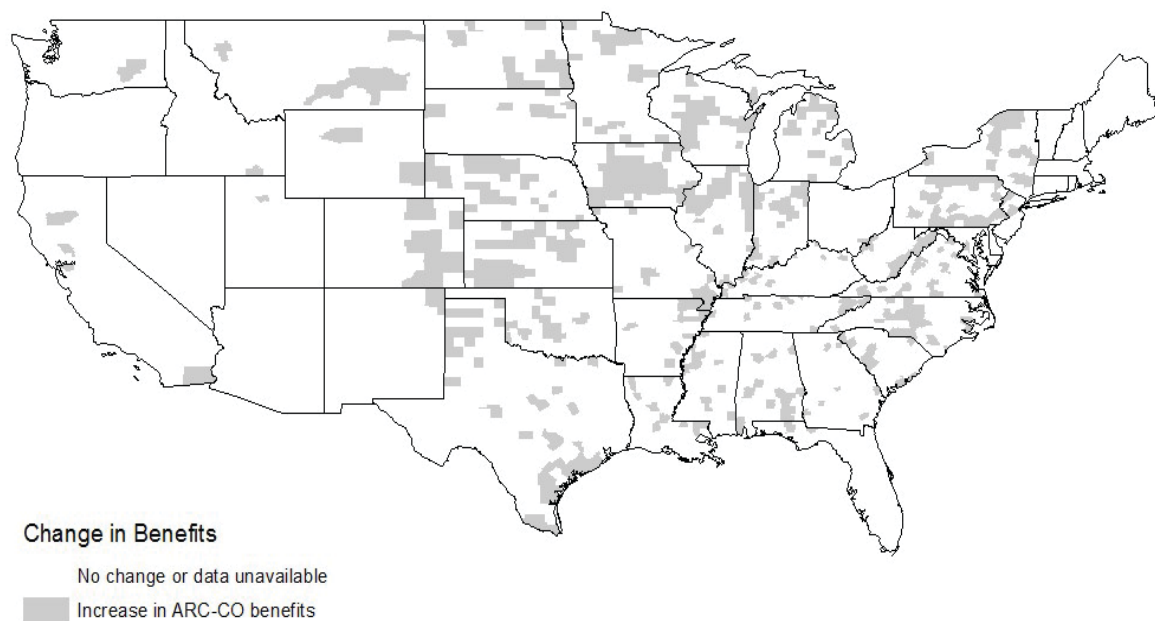 Change in Benefits
No change or data unavailable
Increase in ARC-CO benefits